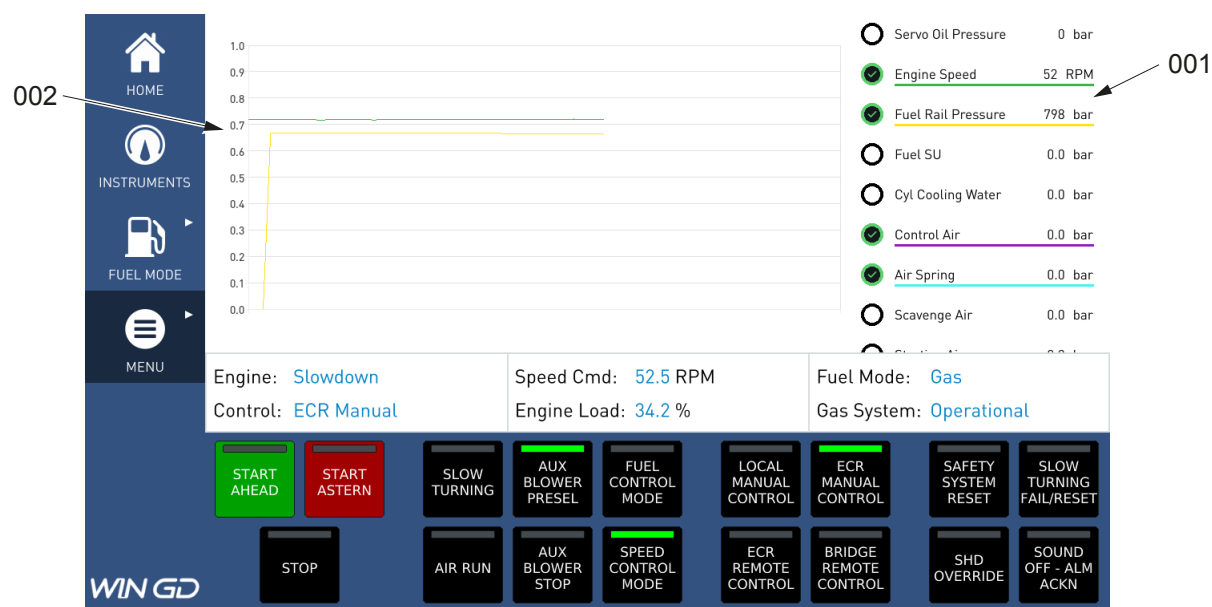 002
001
HOME
INSTRUMENTS
FUEL MODE
MENU
1.0
0.9
0.8
0.7
0.6
0.5
0.4
0.3
0.2
0.1
0.0
Servo Oil Pressure 0 bar
Engine Speed 52 RPM
Fuel Rail Pressure 798 bar
Fuel SU 0.0 bar
Cyl Cooling Water 0.0 bar
Control Air 0.0 bar
Air Spring 0.0 bar
Scavenge Air 0.0 bar
Engine: Slowdown
Control: ECR Manual
Speed Cmd: 52.5 RPM
Engine Load: 34.2 %
Fuel Mode: Gas
Gas System: Operational
START
AHEAD
START
ASTERN
SLOW
TURNING
AUX
BLOWER
PRESEL
FUEL
CONTROL
MODE
LOCAL
MANUAL
CONTROL
ECR
MANUAL
CONTROL
SAFETY
SYSTEM
RESET
SLOW
TURNING
FAIL/RESET
STOP
AIR RUN
AUX
BLOWER
STOP
SPEED
CONTROL
MODE
ECR
REMOTE
CONTROL
BRIDGE
REMOTE
CONTROL
SHD
OVERRIDE
SOUND
OFF - ALM
ACKN
WIN GD